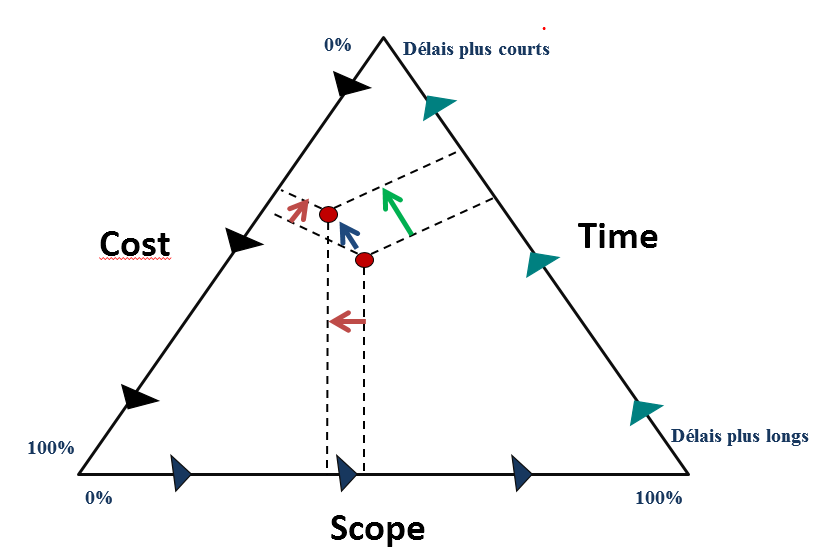 0%
Délais plus courts
Cost
Time
Délais plus longs
100%
0%
100%
Scope